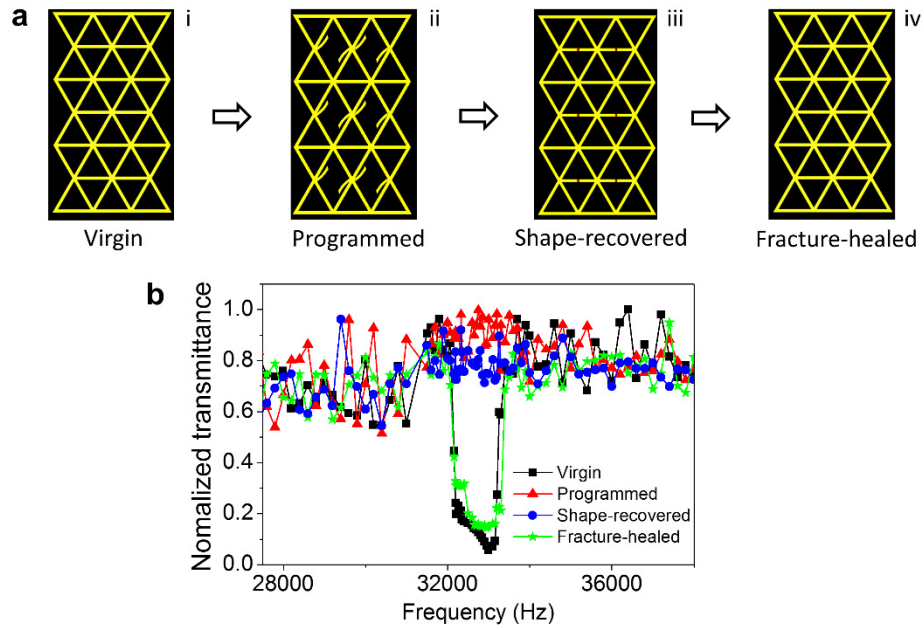 a
i
ii
iii
iv
Virgin
Programmed
Shape-recovered
Fracture-healed
b
Nomalized transmittance
1.0
0.8
0.6
0.4
0.2
0.0
Virgin
Programmed
Shape-recovered
Fracture-healed
28000 32000 36000
Frequency (Hz)